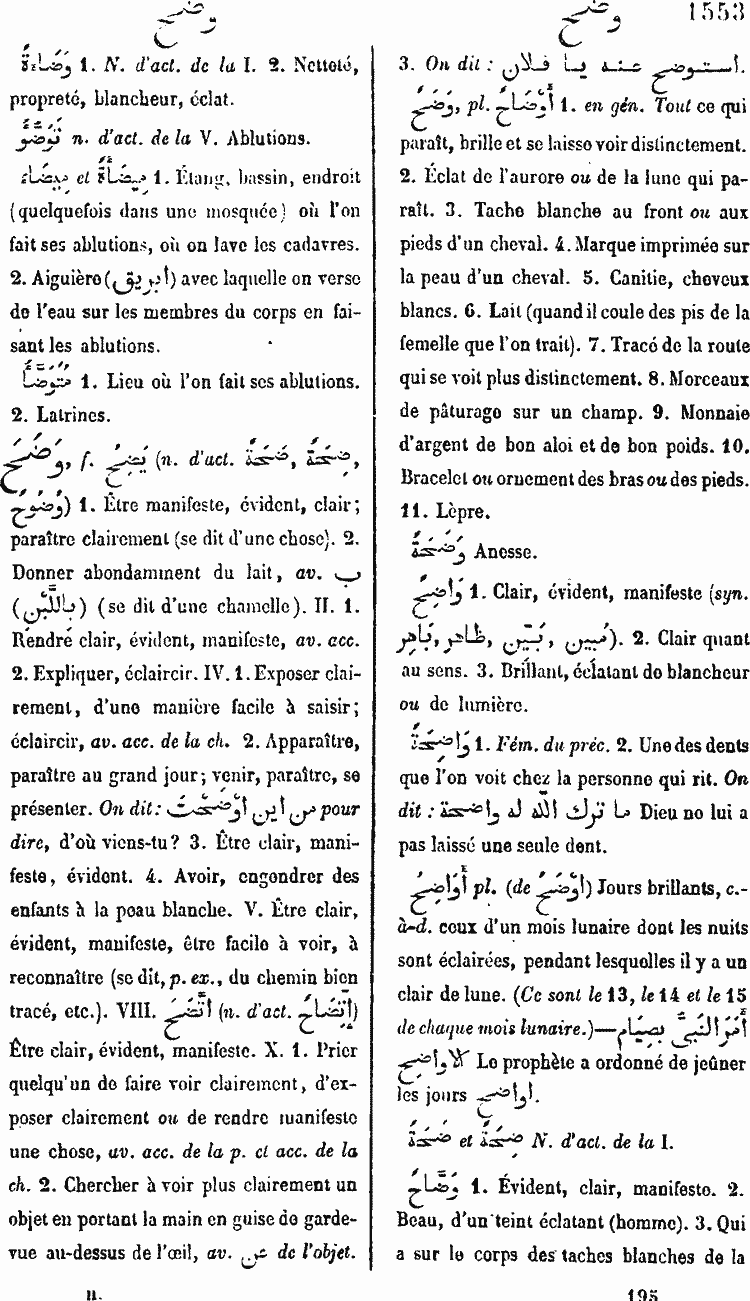 وضح
وضح 1553
وَضَاءَةٌ 1. N. d'act. de la I. 2. Netteté,
propreté, blancheur, éclat.
تَوَضُّوٌ n. d'act. de la V. Ablutions.
مِيضَأَةٌ et مِيضَاءَ 1. Étang, bassin, endroit
(quelquefois dans une mosquée) où l'on
fait ses ablutions, où on lave les cadavres.
2. Aiguière (ابريق) avec laquelle on verse
de l'eau sur les membres du corps en fai-
sant les ablutions.
مُتَوَضَّأٌ 1. Lieu où l'on fait ses ablutions.
2. Latrines.
وَضَحَ, f. يَضِحُ (n. d'act. ضَحَةٌ, ضِحَةٌ,
وُضُوحٌ) 1. Être manifeste, évident, clair;
paraître clairement (se dit d'une chose). 2.
Donner abondamment du lait, av. ب
(بِاللَّبَنِ) (se dit d'une chamelle). II. 1.
Rendre clair, évident, manifeste, av. acc.
2. Expliquer, éclaircir. IV. 1. Exposer clai-
rement, d'une manière facile à saisir;
éclaircir, av. acc. de la ch. 2. Apparaître,
paraître au grand jour; venir, paraître, se
présenter. On dit: من اين اوْضَحْتَ pour
dire, d'où viens-tu? 3. Être clair, mani-
feste, évident. 4. Avoir, engendrer des
enfants à la peau blanche. V. Être clair,
évident, manifeste, être facile à voir, à
reconnaître (se dit, p. ex., du chemin bien
tracé, etc.). VIII. اتَّضَحَ (n. d'act. اتِّضَاحٌ)
Être clair, évident, manifeste. X. 1. Prier
quelqu'un de faire voir clairement, d'ex-
poser clairement ou de rendre manifeste
une chose, av. acc. de la p. et acc. de la
ch. 2. Chercher à voir plus clairement un
objet en portant la main en guise de garde-
vue au-dessus de l'œil, av. عن de l'objet.
II.
3. On dit : استوضح عنه يا فلان.
وَضَحٌ, pl. أَوْضَاحٌ 1. en gén. Tout ce qui
paraît, brille et se laisse voir distinctement.
2. Éclat de l'aurore ou de la lune qui pa-
raît. 3. Tache blanche au front ou aux
pieds d'un cheval. 4. Marque imprimée sur
la peau d'un cheval. 5. Canitie, cheveux
blancs. 6. Lait (quand il coule des pis de la
femelle que l'on trait). 7. Tracé de la route
qui se voit plus distinctement. 8. Morceaux
de pâturage sur un champ. 9. Monnaie
d'argent de bon aloi et de bon poids. 10.
Bracelet ou ornement des bras ou des pieds.
11. Lèpre.
وَضَحَةٌ Anesse.
وَاضِحٌ 1. Clair, évident, manifeste (syn.
مُبِين, بَيِّن, ظاهر, بَاهِر). 2. Clair quant
au sens. 3. Brillant, éclatant de blancheur
ou de lumière.
وَاضِحَةٌ 1. Fém. du préc. 2. Une des dents
que l'on voit chez la personne qui rit. On
dit : ما ترك اللّٰه له واضحة Dieu no lui a
pas laissé une seule dent.
أَوَاضِحُ pl. (de اوْضَحُ) Jours brillants, c.-
à-d. ceux d'un mois lunaire dont les nuits
sont éclairées, pendant lesquelles il y a un
clair de lune. (Ce sont le 13, le 14 et le 15
de chaque mois lunaire.)—أَمَرَ النَّبِيُّ بِصِيَامِ
الاواضح Le prophète a ordonné de jeûner
les jours اواضح.
ضَحَةٌ et ضِحَةٌ N. d'act. de la I.
وَضَّاحٌ 1. Évident, clair, manifeste. 2.
Beau, d'un teint éclatant (homme). 3. Qui
a sur le corps des taches blanches de la
195